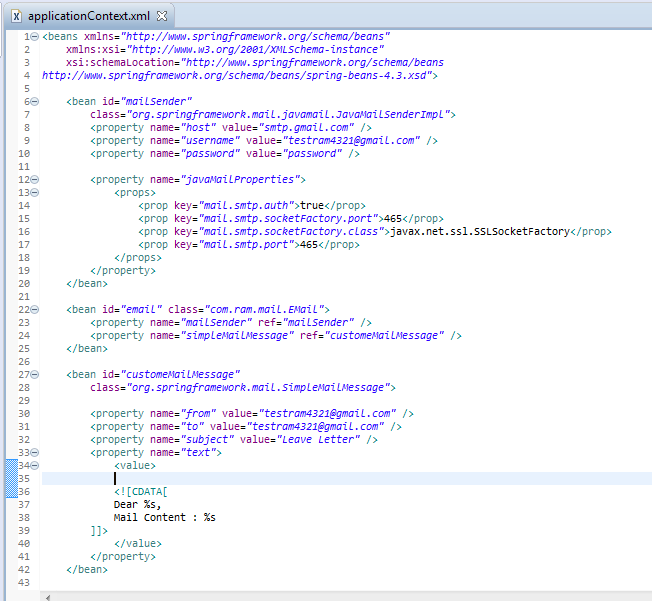 applicationContext.xml
1 <beans xmlns="http://www.springframework.org/schema/beans"
2 xmlns:xsi="http://www.w3.org/2001/XMLSchema-instance"
3 xsi:schemaLocation="http://www.springframework.org/schema/beans
4 http://www.springframework.org/schema/beans/spring-beans-4.3.xsd">
5
6 <bean id="mailSender"
7 class="org.springframework.mail.javamail.JavaMailSenderImpl">
8 <property name="host" value="smtp.gmail.com" />
9 <property name="username" value="testram4321@gmail.com" />
10 <property name="password" value="password" />
11
12 <property name="javaMailProperties">
13 <props>
14 <prop key="mail.smtp.auth">true</prop>
15 <prop key="mail.smtp.socketFactory.port">465</prop>
16 <prop key="mail.smtp.socketFactory.class">javax.net.ssl.SSLSocketFactory</prop>
17 <prop key="mail.smtp.port">465</prop>
18 </props>
19 </property>
20 </bean>
21
22 <bean id="email" class="com.ram.mail.EMail">
23 <property name="mailSender" ref="mailSender" />
24 <property name="simpleMailMessage" ref="customeMailMessage" />
25 </bean>
26
27 <bean id="customeMailMessage"
28 class="org.springframework.mail.SimpleMailMessage">
29
30 <property name="from" value="testram4321@gmail.com" />
31 <property name="to" value="testram4321@gmail.com" />
32 <property name="subject" value="Leave Letter" />
33 <property name="text">
34 <value>
35
36 <![CDATA[
37 Dear %s,
38 Mail Content : %s
39 ]]>
40 </value>
41 </property>
42 </bean>
43